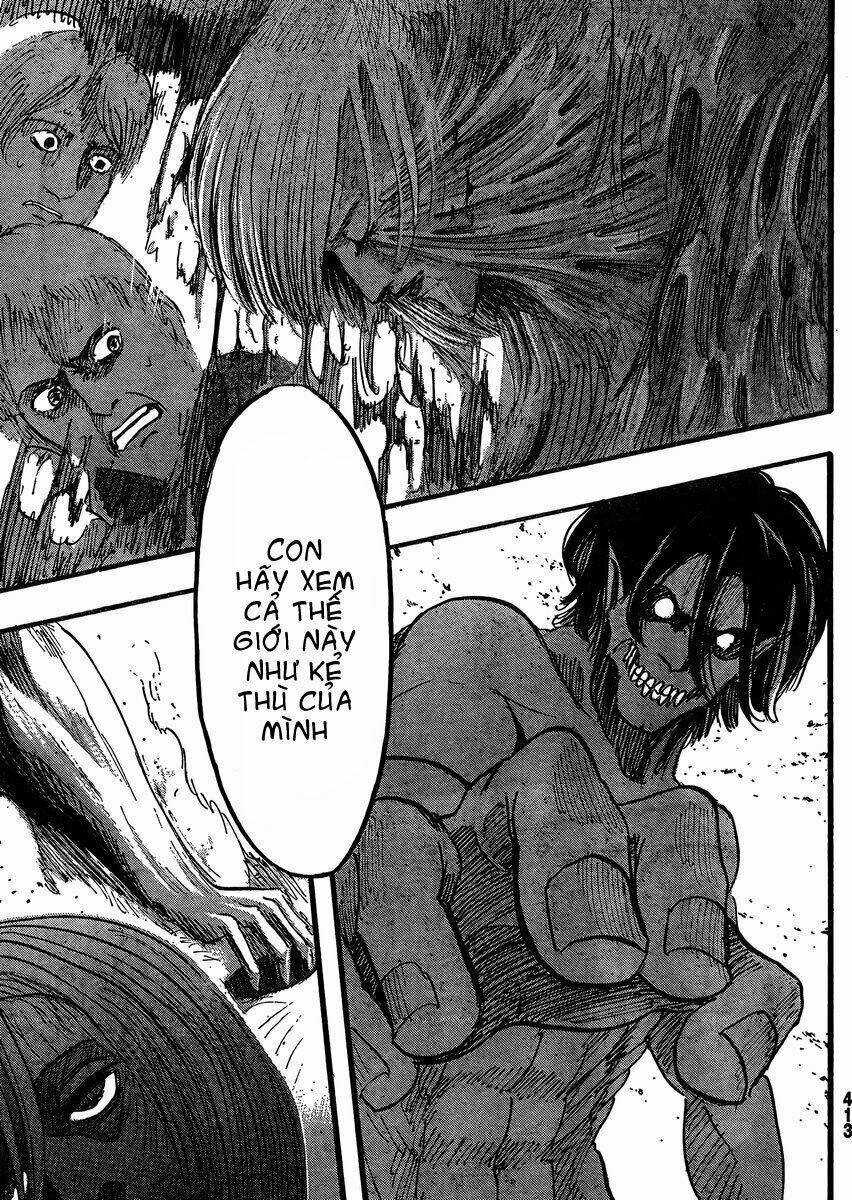 CON
HÃY XEM
CẢ THẾ
GIỚI NÀY
NHƯ KẺ
THÙ CỦA
MÌNH
413